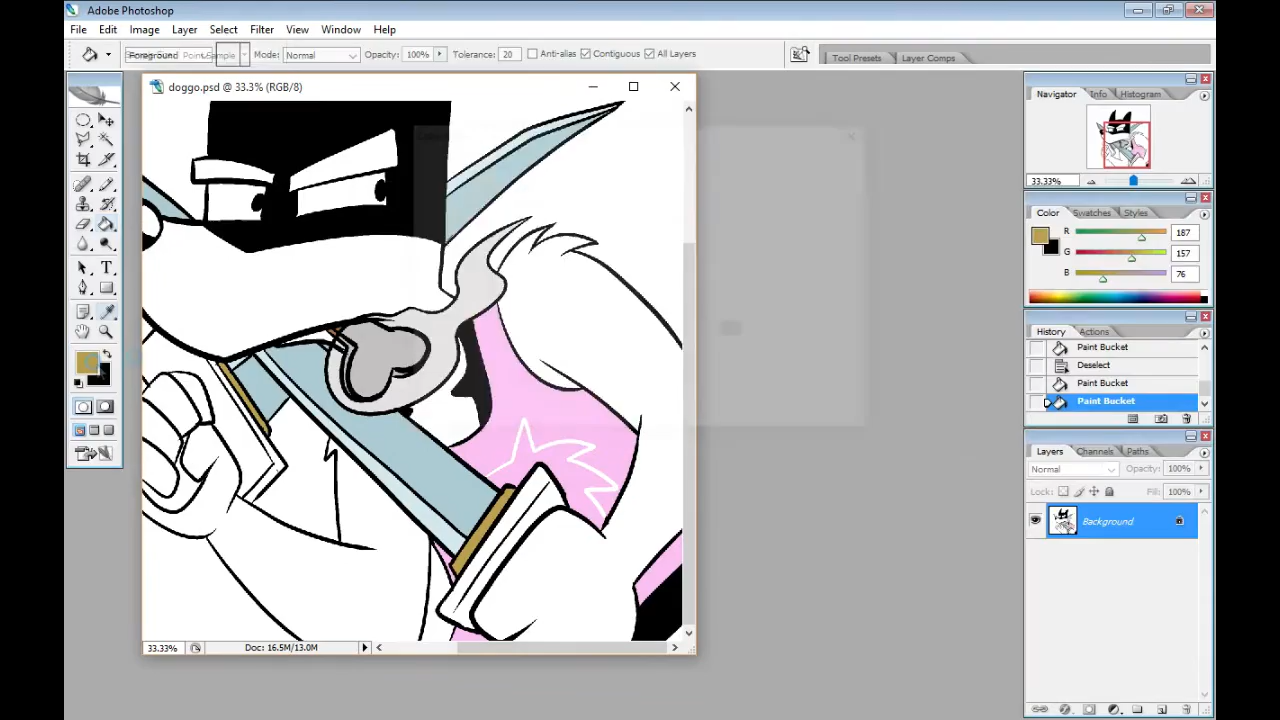 Adobe Photoshop
File Edit Image Layer Select Filter View Window Help
Foreground Point Sample Mode: Normal Opacity: 100% Tolerance: 20 Anti-alias Contiguous All Layers Tool Presets Layer Comps
doggo.psd @ 33.3% (RGB/8)
Navigator Info Histogram
33.33%
Color Swatches Styles
R 187
G 157
B 76
History Actions
Paint Bucket
Deselect
Paint Bucket
Paint Bucket
Layers Channels Paths
Normal Opacity: 100%
Lock: Fill: 100%
Background
33.33% Doc: 16.5M/13.0M